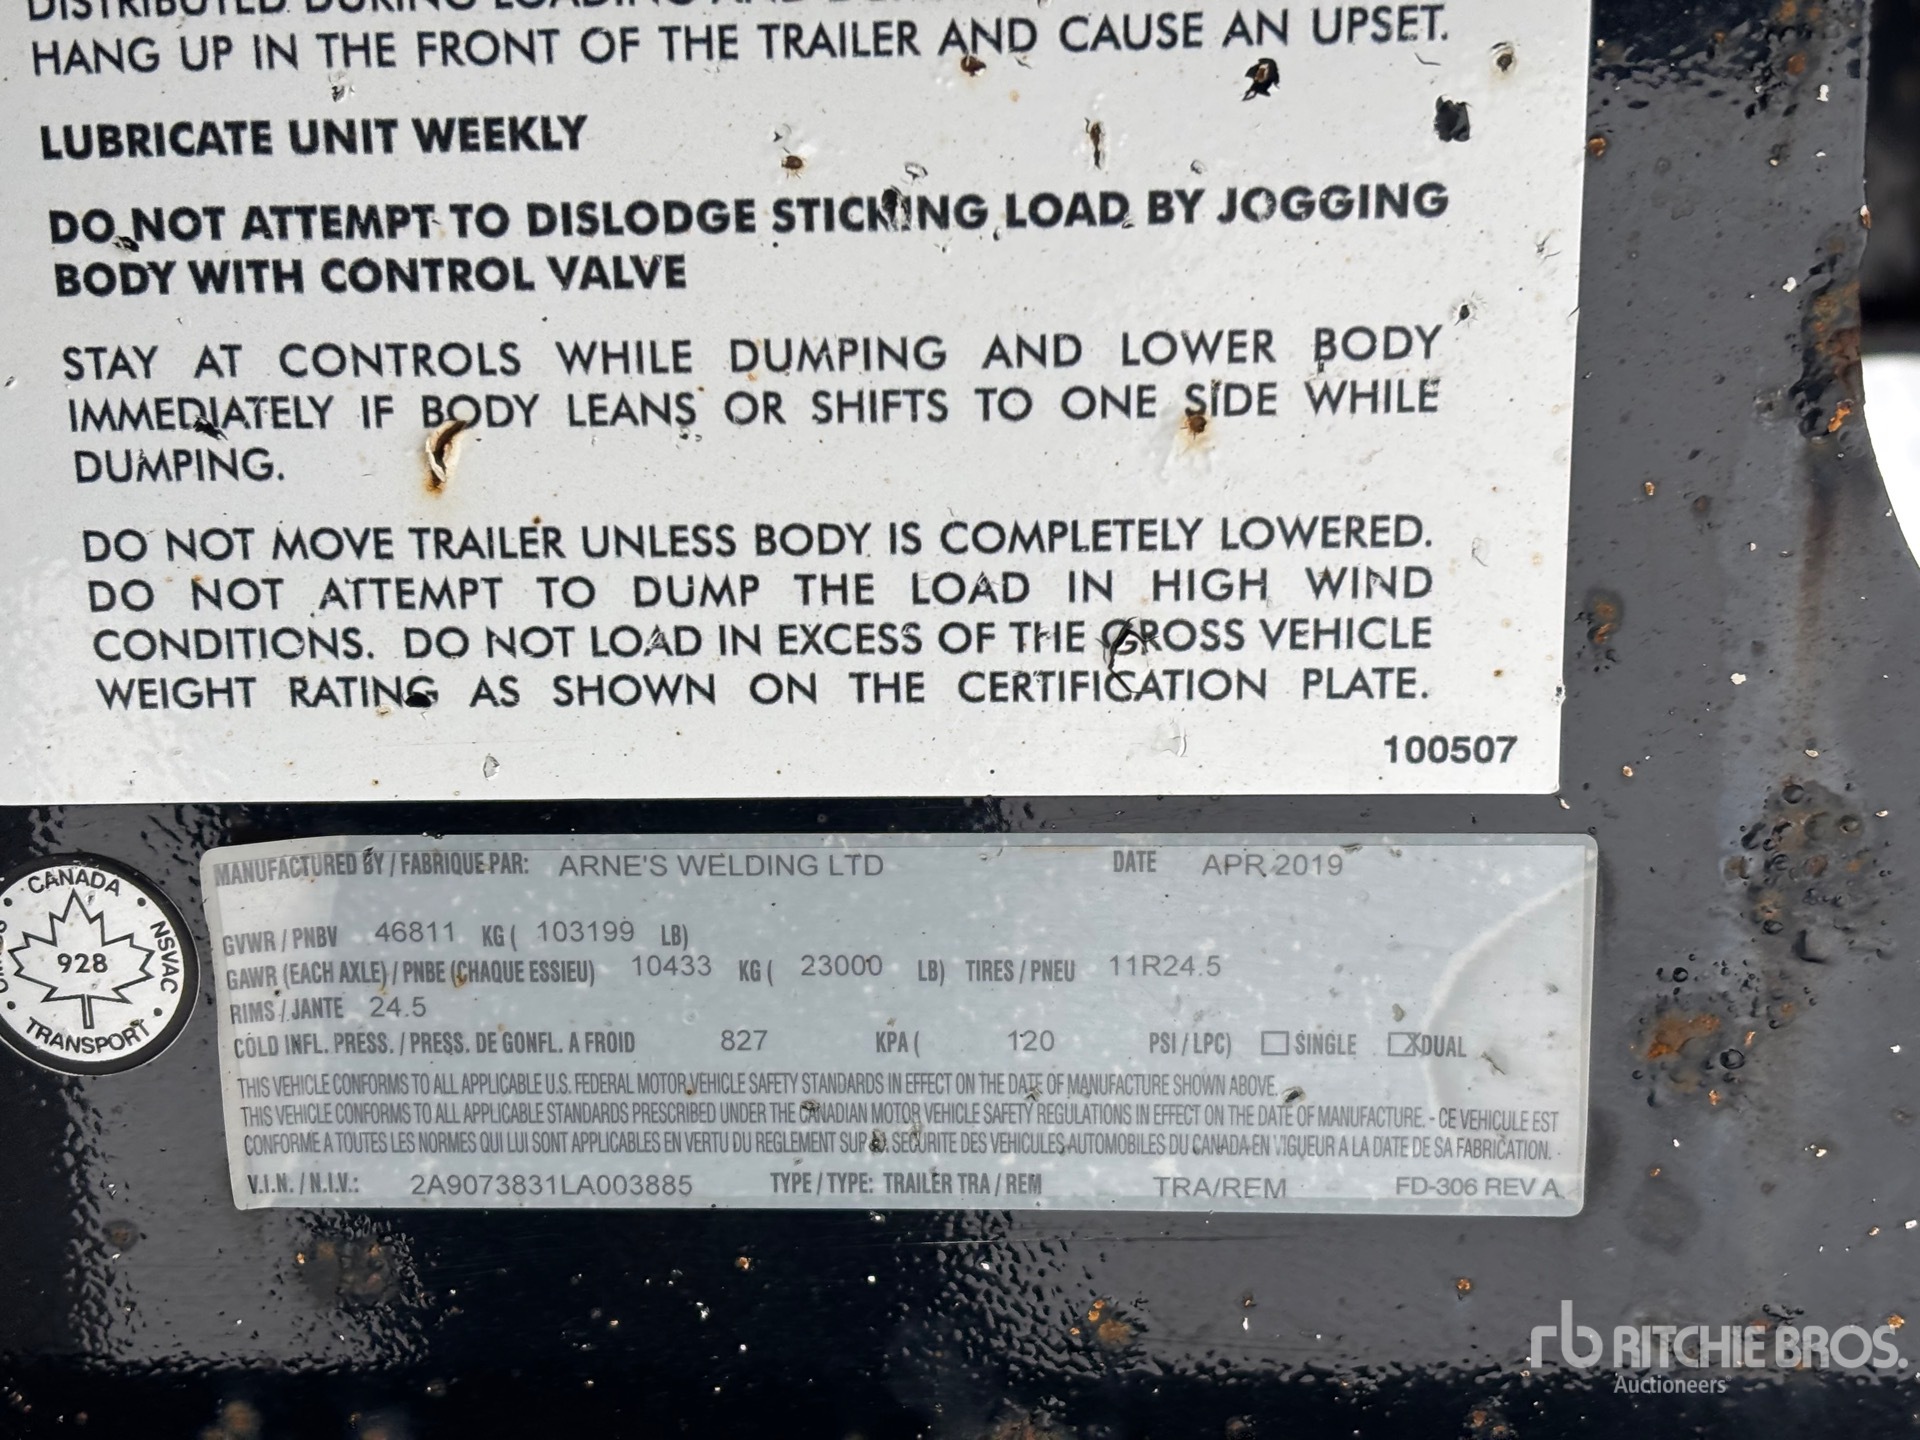 DISTRIBUTED DURING LOADING AND
HANG UP IN THE FRONT OF THE TRAILER AND CAUSE AN UPSET.
LUBRICATE UNIT WEEKLY
DO NOT ATTEMPT TO DISLODGE STICKING LOAD BY JOGGING
BODY WITH CONTROL VALVE
STAY AT CONTROLS WHILE DUMPING AND LOWER BODY
IMMEDIATELY IF BODY LEANS OR SHIFTS TO ONE SIDE WHILE
DUMPING.
DO NOT MOVE TRAILER UNLESS BODY IS COMPLETELY LOWERED.
DO NOT ATTEMPT TO DUMP THE LOAD IN HIGH WIND
CONDITIONS. DO NOT LOAD IN EXCESS OF THE GROSS VEHICLE
WEIGHT RATING AS SHOWN ON THE CERTIFICATION PLATE.
100507
CANADA
NSVAC
928
TRANSPORT
MANUFACTURED BY / FABRIQUE PAR: ARNE'S WELDING LTD DATE APR 2019
GVWR / PNBV 46811 KG ( 103199 LB)
GAWR (EACH AXLE) / PNBE (CHAQUE ESSIEU) 10433 KG ( 23000 LB) TIRES / PNEU 11R24.5
RIMS / JANTE 24.5
COLD INFL. PRESS. / PRESS. DE GONFL. A FROID 827 KPA ( 120 PSI / LPC) ☐ SINGLE ☒ DUAL
THIS VEHICLE CONFORMS TO ALL APPLICABLE U.S. FEDERAL MOTOR VEHICLE SAFETY STANDARDS IN EFFECT ON THE DATE OF MANUFACTURE SHOWN ABOVE.
THIS VEHICLE CONFORMS TO ALL APPLICABLE STANDARDS PRESCRIBED UNDER THE CANADIAN MOTOR VEHICLE SAFETY REGULATIONS IN EFFECT ON THE DATE OF MANUFACTURE. - CE VEHICULE EST
CONFORME A TOUTES LES NORMES QUI LUI SONT APPLICABLES EN VERTU DU REGLEMENT SUR SECURITE DES VEHICULES AUTOMOBILES DU CANADA EN VIGUEUR A LA DATE DE SA FABRICATION.
V.I.N. / N.I.V.: 2A9073831LA003885 TYPE / TYPE: TRAILER TRA / REM TRA/REM FD-306 REV A
rb RITCHIE BROS.
Auctioneers